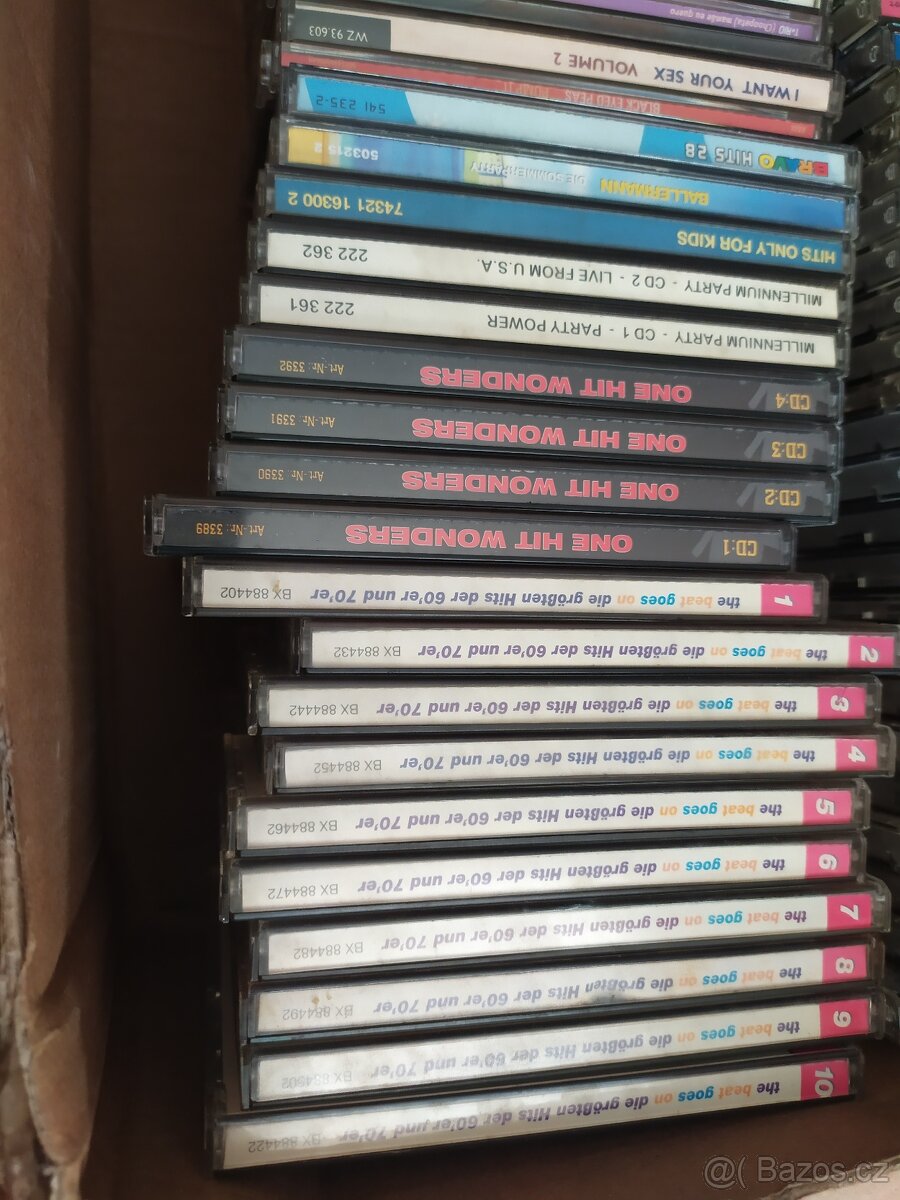 T-RIO (Choopeta) mamãe eu quero
I WANT YOUR SEX VOLUME 2 WZ 93 603
BLACK EYED PEAS
BRAVO HITS 28 541 235-2
BALLERMANN DIE SOMMERPARTY 503215 2
HITS ONLY FOR KIDS 74321 16300 2
MILLENNIUM PARTY - CD 2 - LIVE FROM U.S.A. 222 362
MILLENNIUM PARTY - CD 1 - PARTY POWER 222 361
CD:4 ONE HIT WONDERS Art.-Nr.: 3392
CD:3 ONE HIT WONDERS Art.-Nr. 3391
CD:2 ONE HIT WONDERS Art.-Nr. 3390
CD:1 ONE HIT WONDERS Art.-Nr.: 3389
1 the beat goes on die größten Hits der 60'er und 70'er BX 884402
2 the beat goes on die größten Hits der 60'er und 70'er BX 884432
3 the beat goes on die größten Hits der 60'er und 70'er BX 884442
4 the beat goes on die größten Hits der 60'er und 70'er BX 884452
5 the beat goes on die größten Hits der 60'er und 70'er BX 884462
6 the beat goes on die größten Hits der 60'er und 70'er BX 884472
7 the beat goes on die größten Hits der 60'er und 70'er BX 884482
8 the beat goes on die größten Hits der 60'er und 70'er BX 884492
9 the beat goes on die größten Hits der 60'er und 70'er BX 884502
10 the beat goes on die größten Hits der 60'er und 70'er BX 884422
@( Bazos.cz